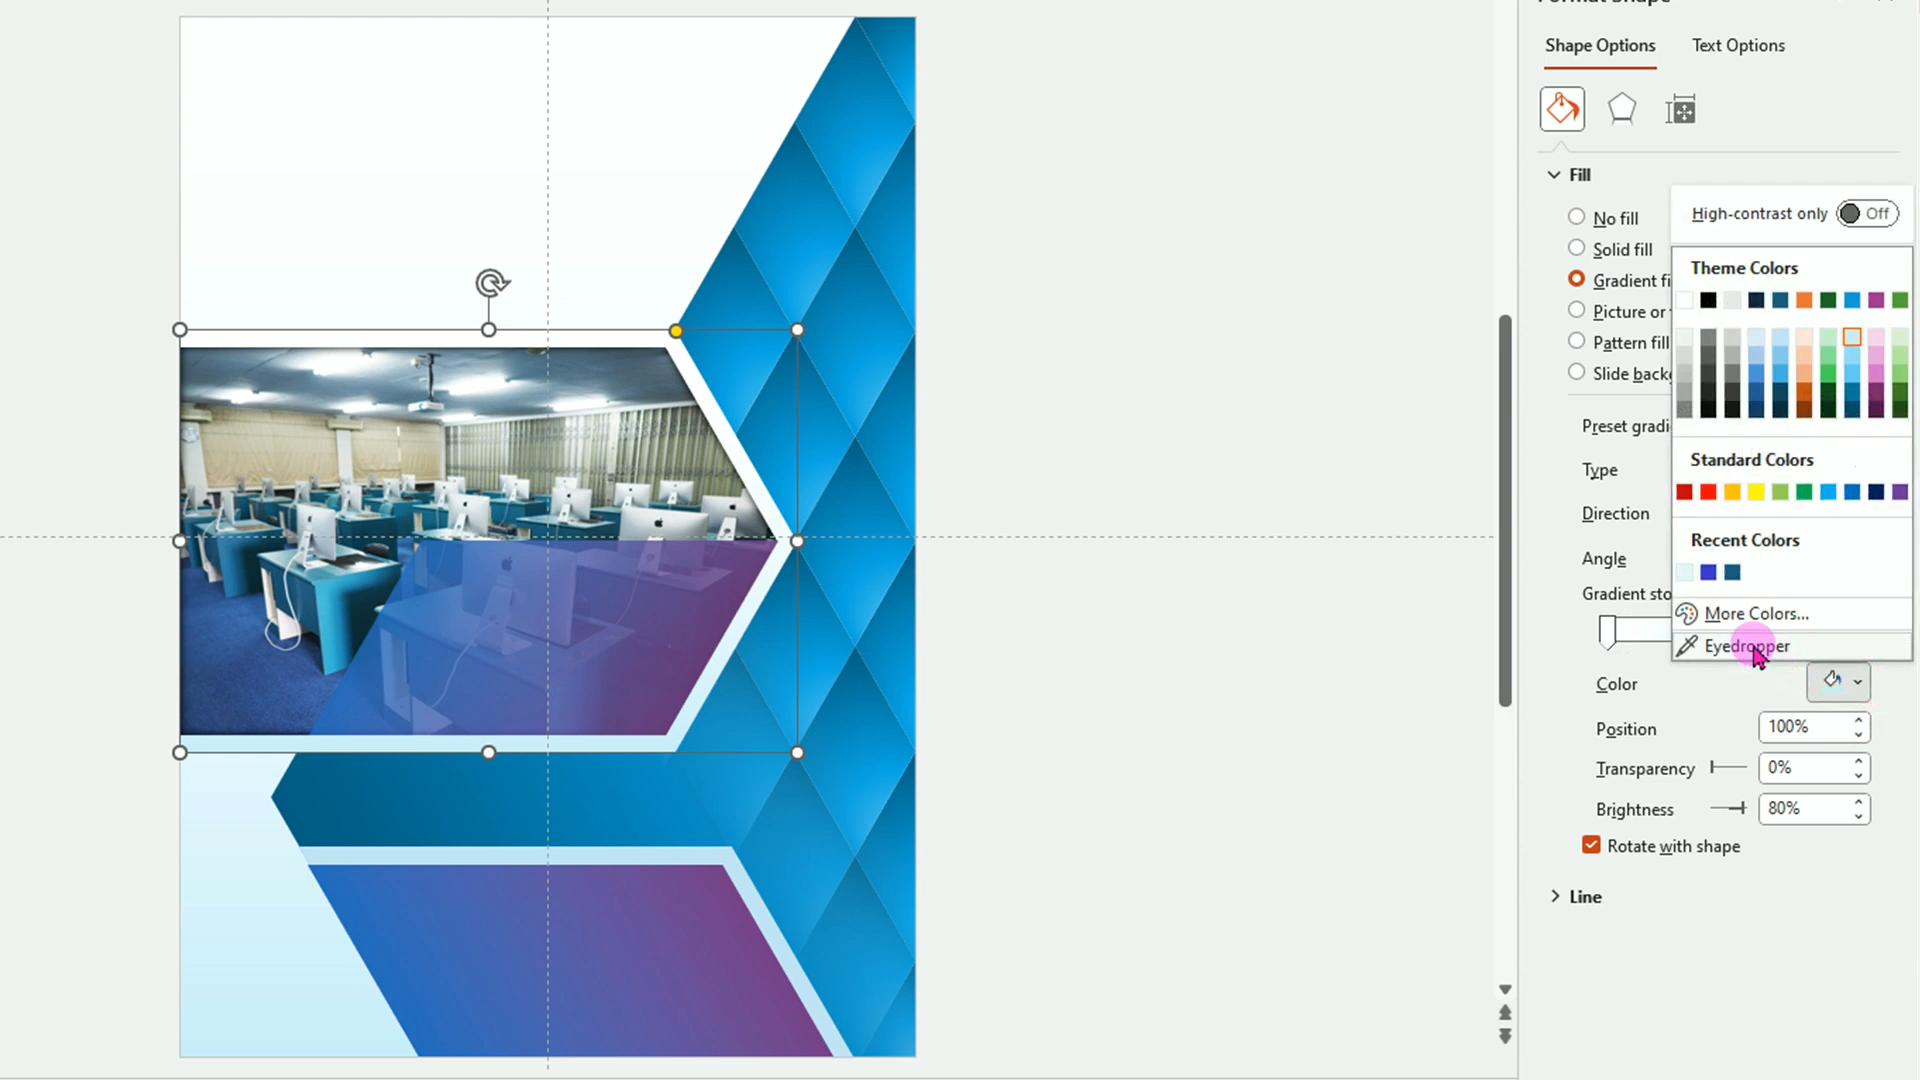 Format Shape
Shape Options Text Options
Fill
High-contrast only Off
No fill
Solid fill
Gradient fi
Picture or
Pattern fill
Slide back
Theme Colors
Preset gradi
Standard Colors
Type
Direction
Recent Colors
Angle
Gradient sto
More Colors...
Eyedropper
Color
Position 100%
Transparency 0%
Brightness 80%
Rotate with shape
Line